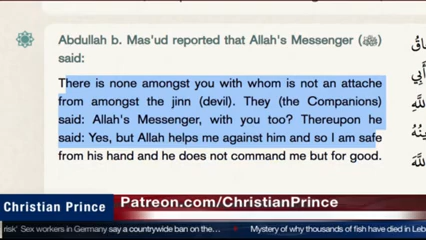 Abdullah b. Mas'ud reported that Allah's Messenger (ﷺ)
said:
There is none amongst you with whom is not an attache
from amongst the jinn (devil). They (the Companions)
said: Allah's Messenger, with you too? Thereupon he
said: Yes, but Allah helps me against him and so I am safe
from his hand and he does not command me but for good.
Christian Prince
Patreon.com/ChristianPrince
risk' Sex workers in Germany say a countrywide ban on the...
Mystery of why thousands of fish have died in Leb